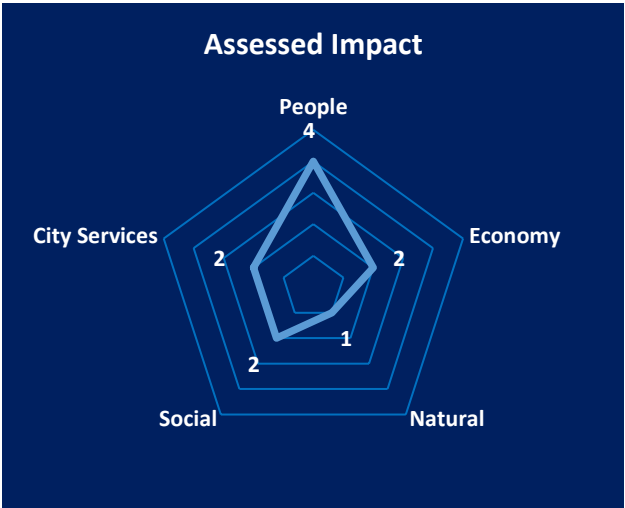 Assessed Impact
People
4
City Services
2
2
Economy
1
2
Social
Natural